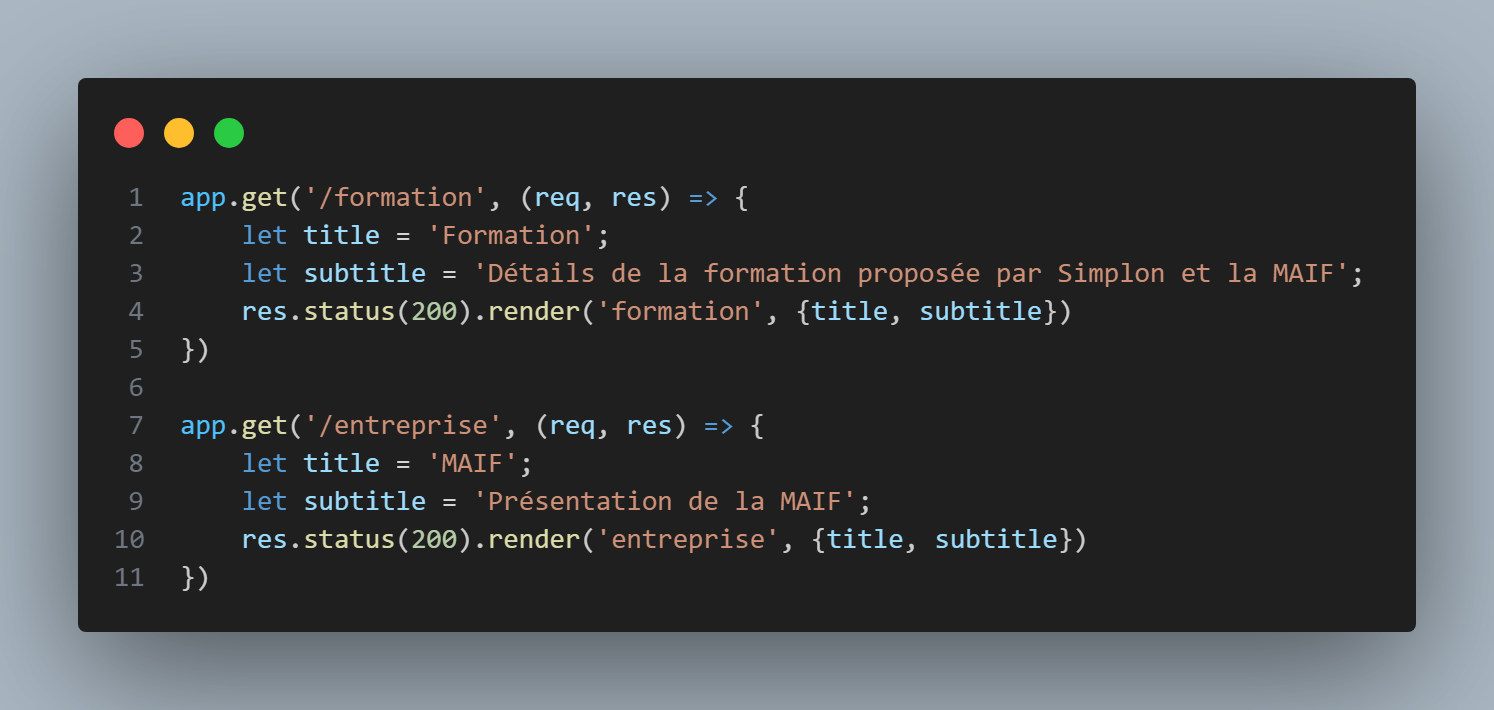 1 app.get('/formation', (req, res) => {
2     let title = 'Formation';
3     let subtitle = 'Détails de la formation proposée par Simplon et la MAIF';
4     res.status(200).render('formation', {title, subtitle})
5 })
6
7 app.get('/entreprise', (req, res) => {
8     let title = 'MAIF';
9     let subtitle = 'Présentation de la MAIF';
10     res.status(200).render('entreprise', {title, subtitle})
11 })